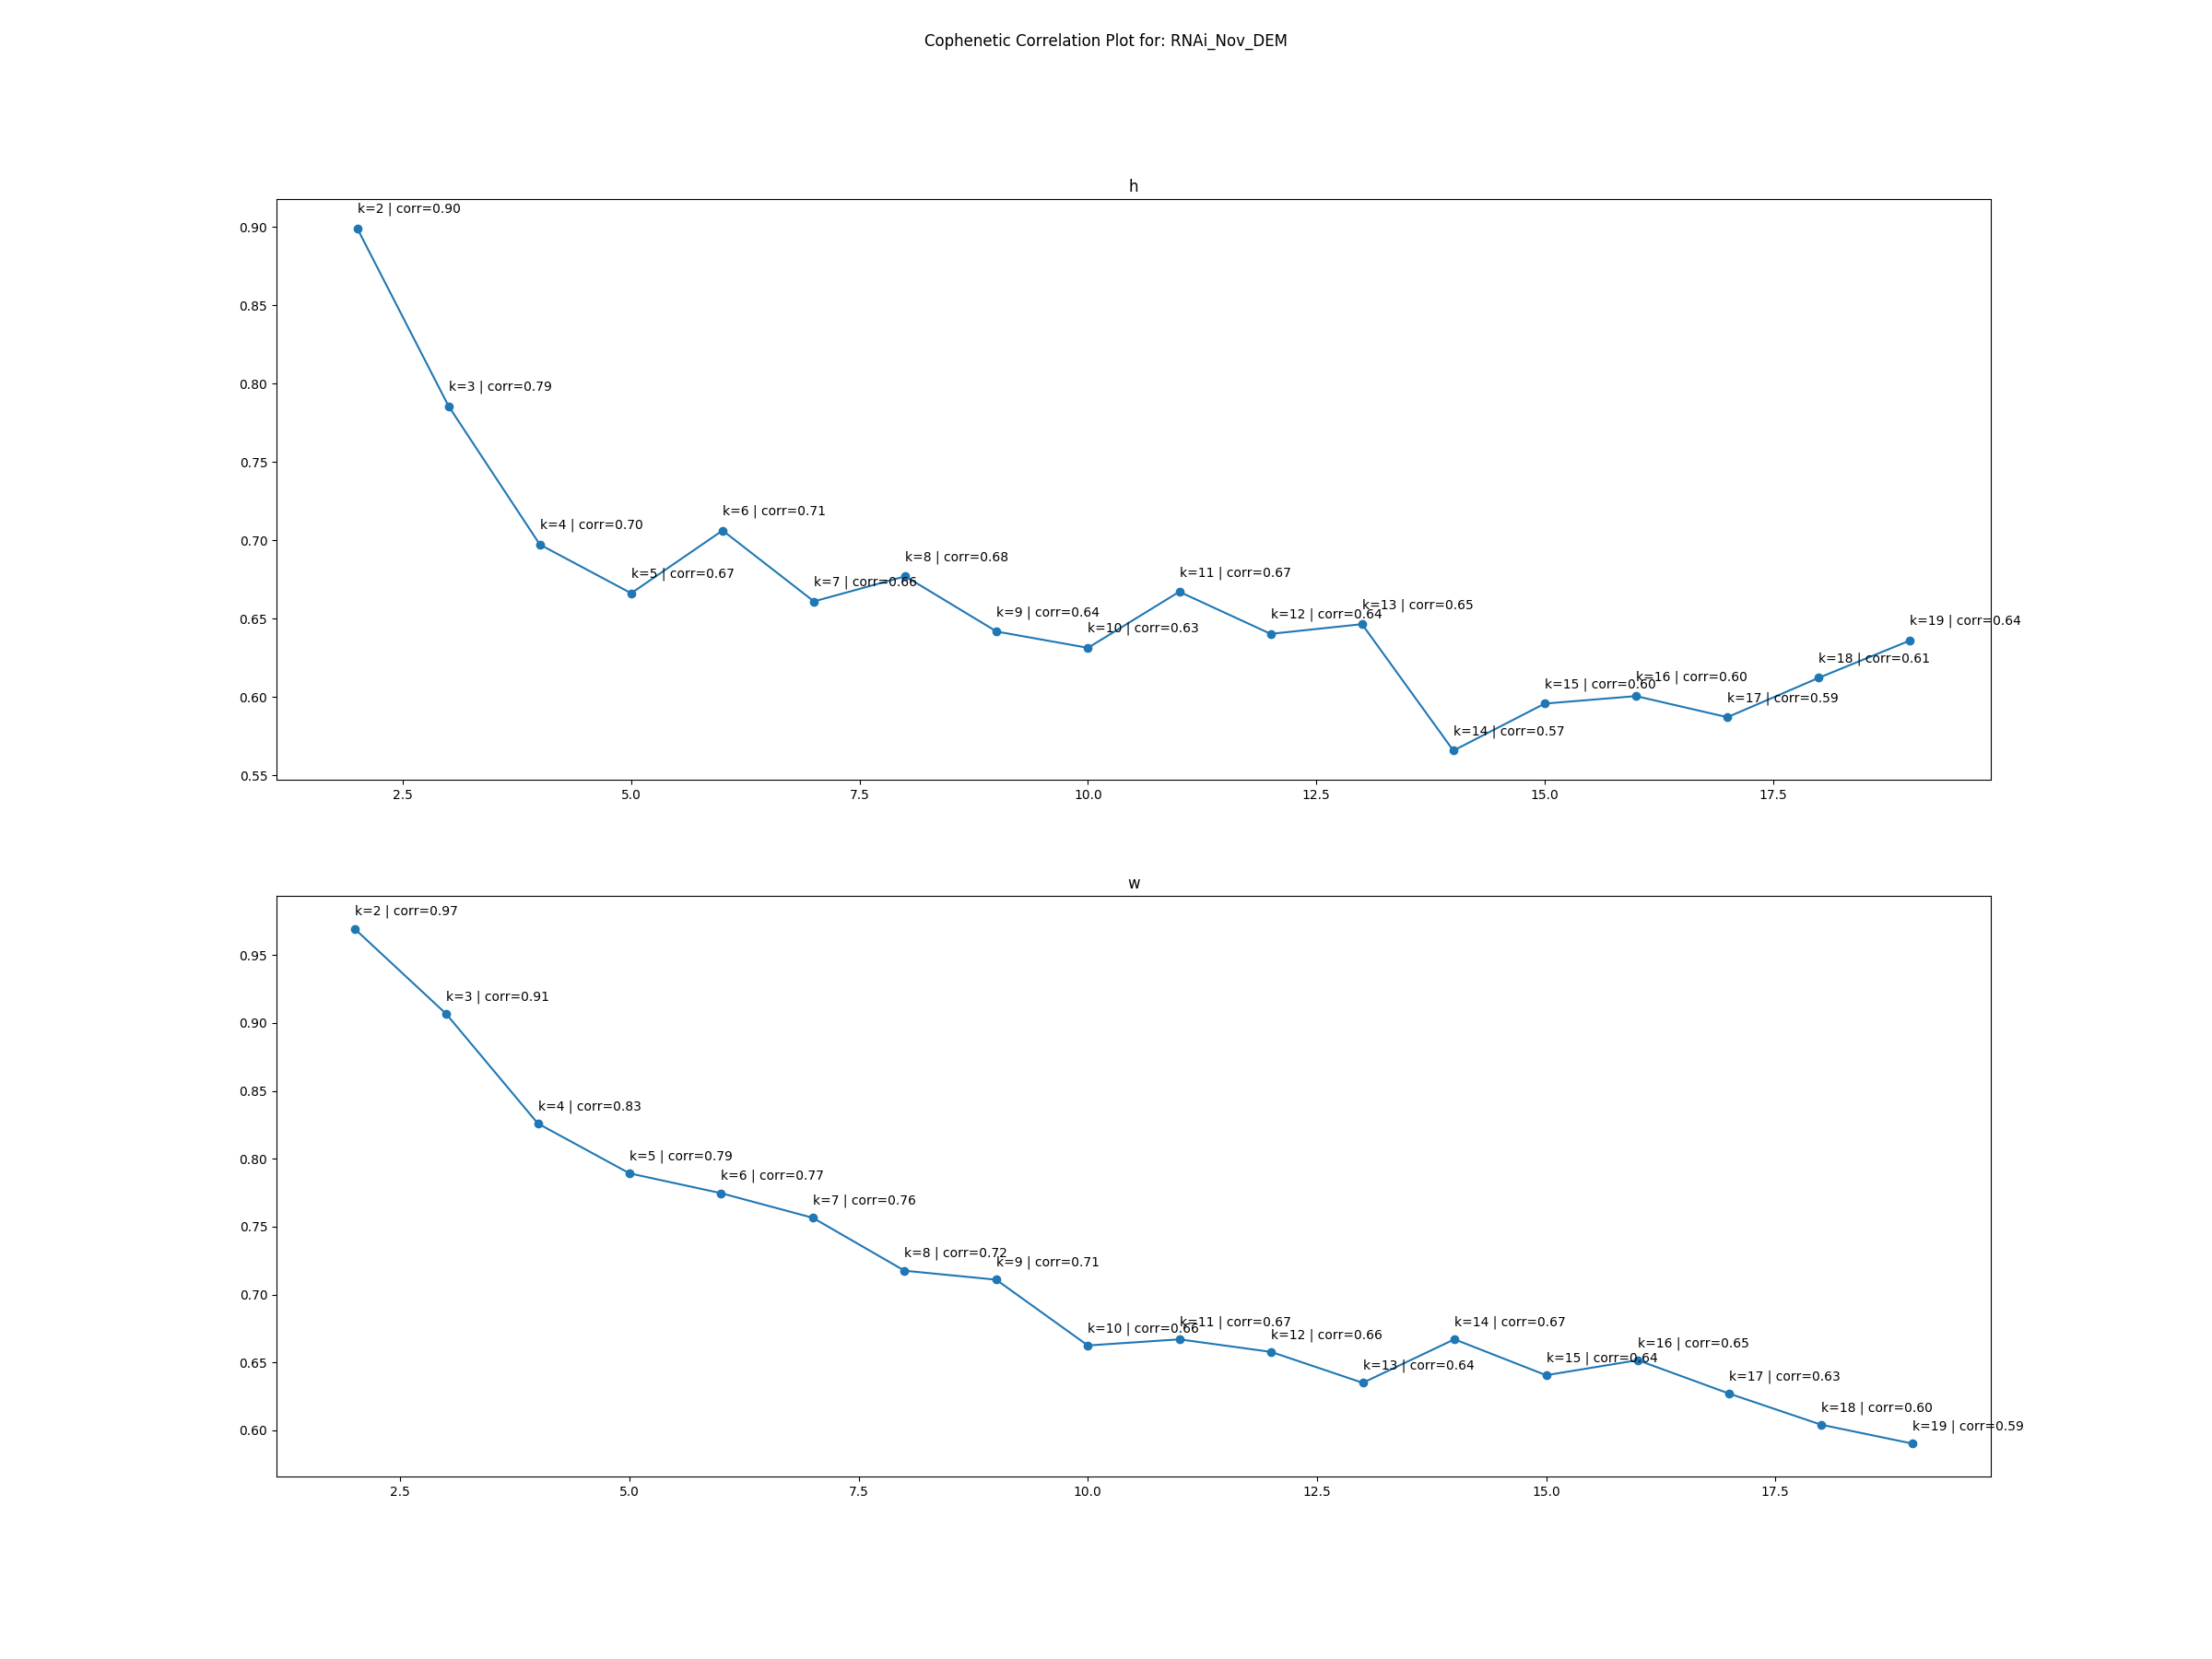 Cophenetic Correlation Plot for: RNAi_Nov_DEM
h
k=2 | corr=0.90
k=3 | corr=0.79
k=4 | corr=0.70
k=5 | corr=0.67
k=6 | corr=0.71
k=7 | corr=0.66
k=8 | corr=0.68
k=9 | corr=0.64
k=10 | corr=0.63
k=11 | corr=0.67
k=12 | corr=0.64
k=13 | corr=0.65
k=14 | corr=0.57
k=15 | corr=0.60
k=16 | corr=0.60
k=17 | corr=0.59
k=18 | corr=0.61
k=19 | corr=0.64
0.90
0.85
0.80
0.75
0.70
0.65
0.60
0.55
2.5 5.0 7.5 10.0 12.5 15.0 17.5
w
k=2 | corr=0.97
k=3 | corr=0.91
k=4 | corr=0.83
k=5 | corr=0.79
k=6 | corr=0.77
k=7 | corr=0.76
k=8 | corr=0.72
k=9 | corr=0.71
k=10 | corr=0.66
k=11 | corr=0.67
k=12 | corr=0.66
k=13 | corr=0.64
k=14 | corr=0.67
k=15 | corr=0.64
k=16 | corr=0.65
k=17 | corr=0.63
k=18 | corr=0.60
k=19 | corr=0.59
0.95
0.90
0.85
0.80
0.75
0.70
0.65
0.60
2.5 5.0 7.5 10.0 12.5 15.0 17.5